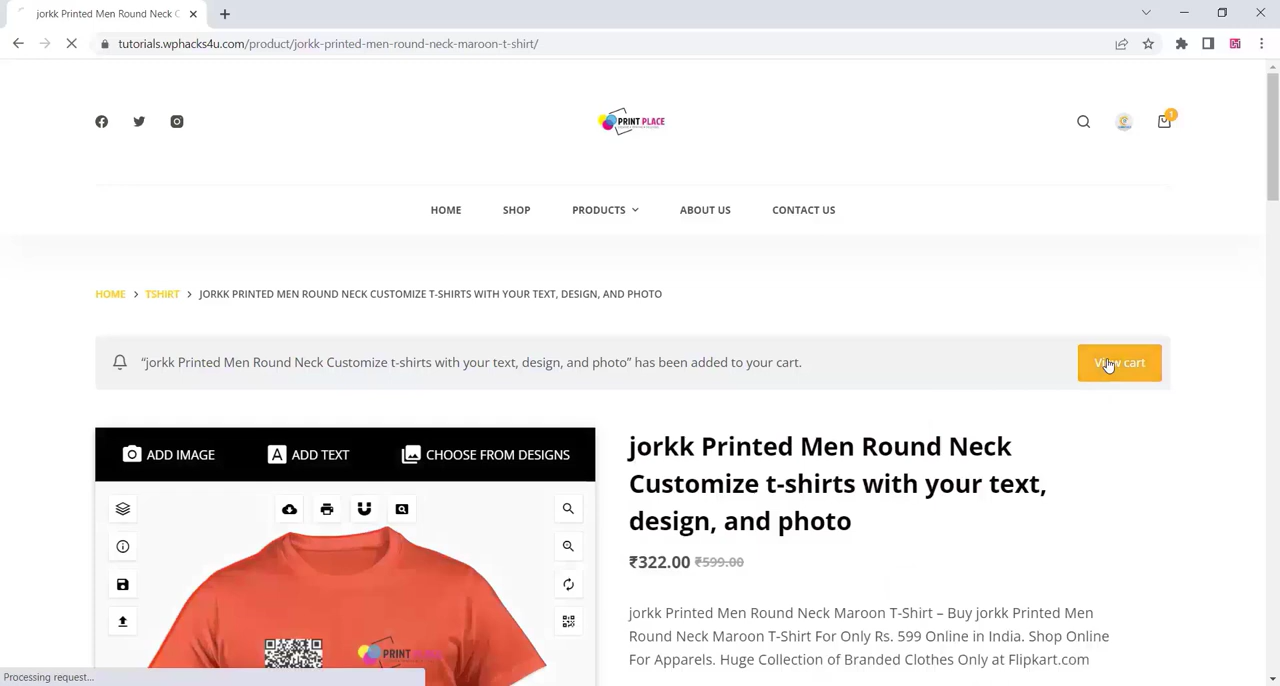 jorkk Printed Men Round Neck C
tutorials.wphacks4u.com/product/jorkk-printed-men-round-neck-maroon-t-shirt/
PRINT PLACE
1
HOME
SHOP
PRODUCTS
ABOUT US
CONTACT US
HOME > TSHIRT > JORKK PRINTED MEN ROUND NECK CUSTOMIZE T-SHIRTS WITH YOUR TEXT, DESIGN, AND PHOTO
“jorkk Printed Men Round Neck Customize t-shirts with your text, design, and photo” has been added to your cart.
View cart
ADD IMAGE
ADD TEXT
CHOOSE FROM DESIGNS
jorkk Printed Men Round Neck
Customize t-shirts with your text,
design, and photo
₹322.00 ₹599.00
jorkk Printed Men Round Neck Maroon T-Shirt – Buy jorkk Printed Men
Round Neck Maroon T-Shirt For Only Rs. 599 Online in India. Shop Online
For Apparels. Huge Collection of Branded Clothes Only at Flipkart.com
PRINT
Processing request...